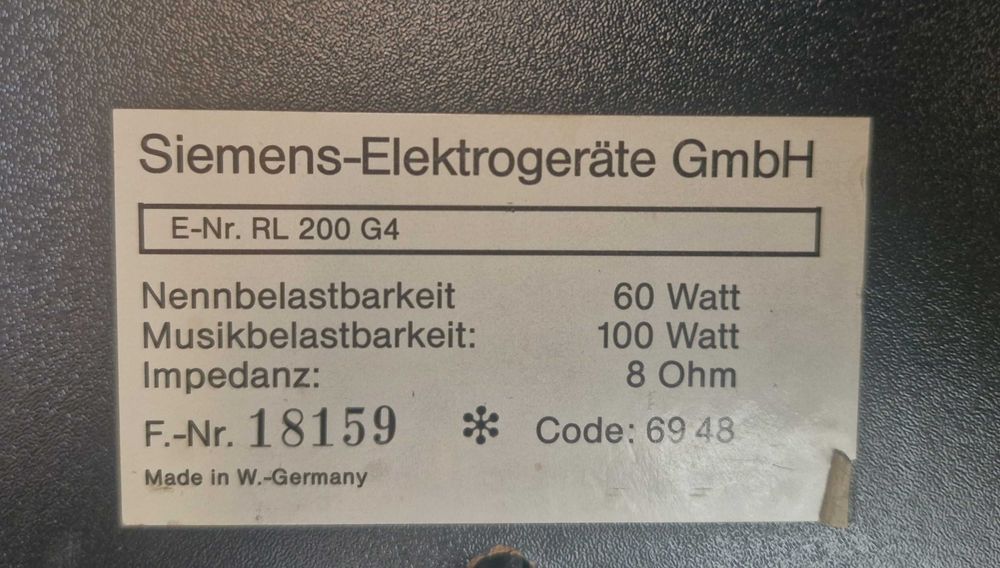 Siemens-Elektrogeräte GmbH
E-Nr. RL 200 G4
Nennbelastbarkeit 60 Watt
Musikbelastbarkeit: 100 Watt
Impedanz: 8 Ohm
F.-Nr. 18159 * Code: 69 48
Made in W.-Germany